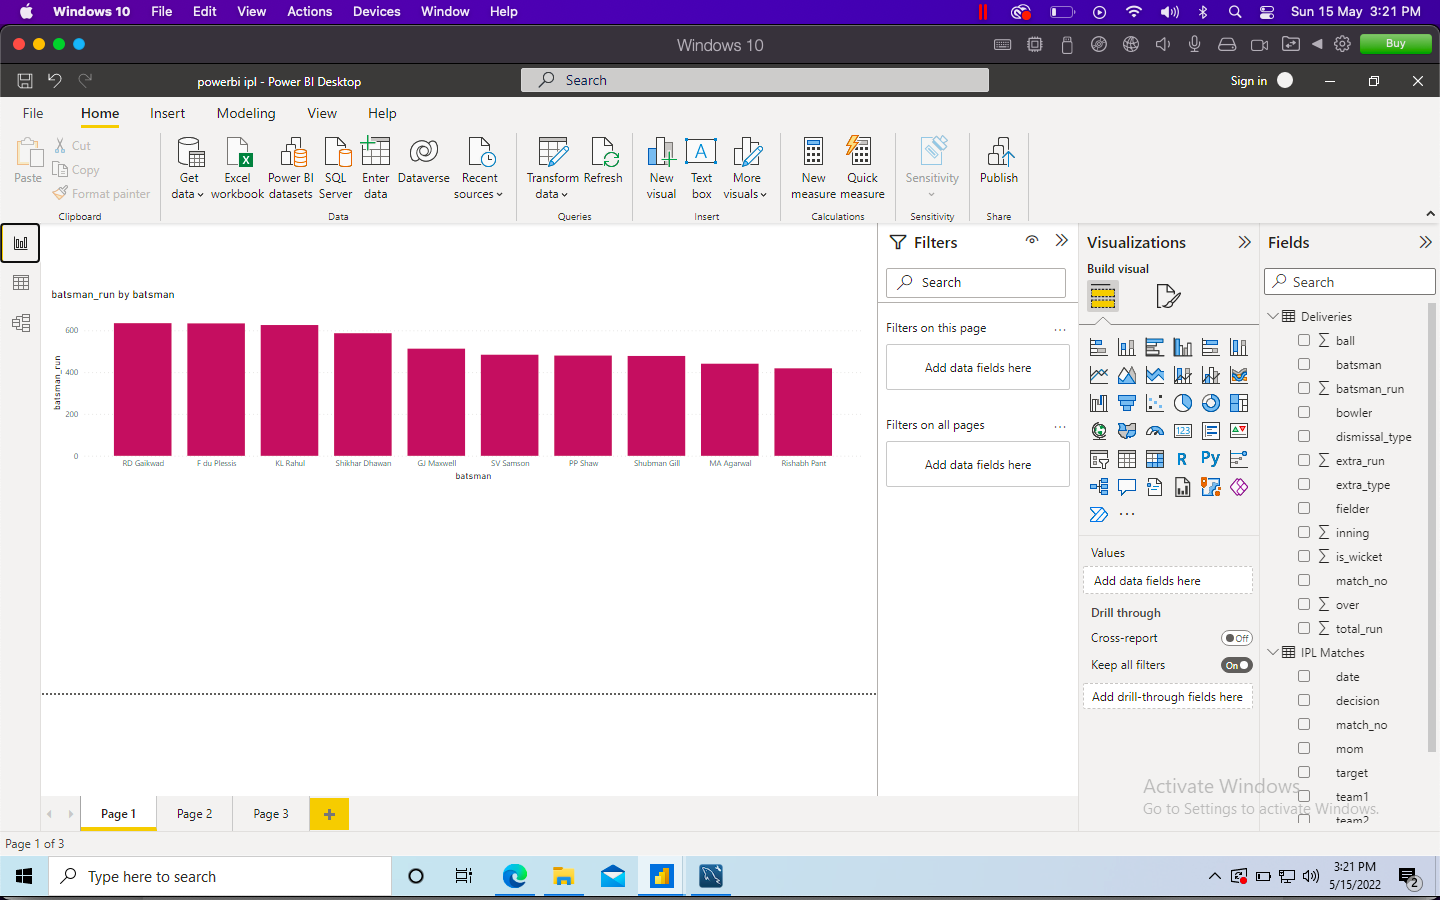 Windows 10 File Edit View Actions Devices Window Help Sun 15 May 3:21 PM
Windows 10 Buy
powerbi ipl - Power BI Desktop Search Sign in
File Home Insert Modeling View Help
Paste Cut
Copy
Format painter
Clipboard
Get data Excel workbook Power BI datasets SQL Server Enter data Dataverse Recent sources
Data
Transform data Refresh
Queries
New visual Text box More visuals
Insert
New measure Quick measure
Calculations
Sensitivity
Sensitivity
Publish
Share
batsman_run by batsman
batsman_run
600
400
200
0
RD Gaikwad F du Plessis KL Rahul Shikhar Dhawan GJ Maxwell SV Samson PP Shaw Shubman Gill MA Agarwal Rishabh Pant
batsman
Filters
Search
Filters on this page ...
Add data fields here
Filters on all pages ...
Add data fields here
Visualizations
Build visual
123
R Py
...
Values
Add data fields here
Drill through
Cross-report Off
Keep all filters On
Add drill-through fields here
Fields
Search
Deliveries
∑ ball
batsman
∑ batsman_run
bowler
dismissal_type
∑ extra_run
extra_type
fielder
∑ inning
∑ is_wicket
match_no
∑ over
∑ total_run
IPL Matches
date
decision
match_no
mom
target
team1
team2
Activate Windows
Go to Settings to activate Windows.
Page 1 Page 2 Page 3 +
Page 1 of 3
Type here to search
3:21 PM
5/15/2022
2